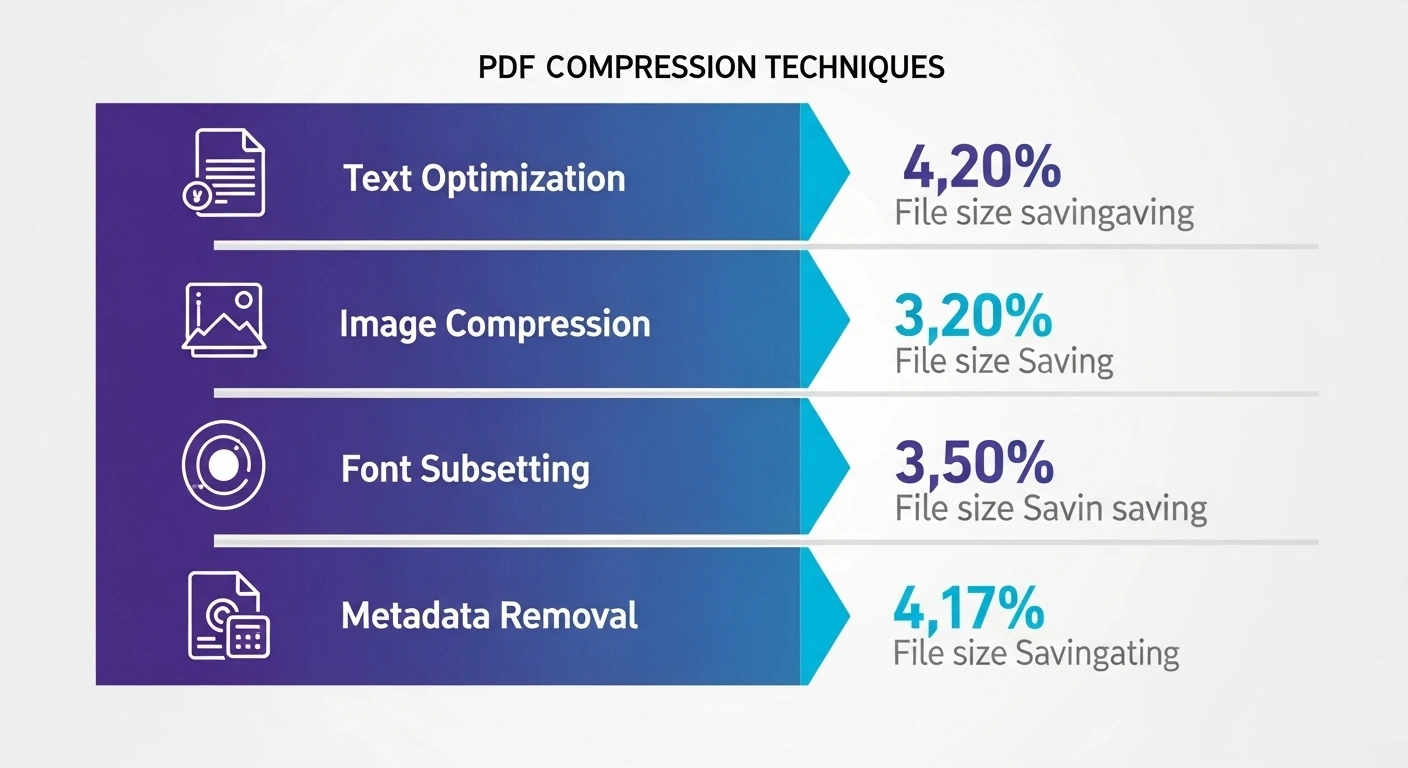 PDF COMPRESSION TECHNIQUES
Text Optimization
4,20%
File size savingaving
Image Compression
3,20%
File size Saving
Font Subsetting
3,50%
File size Savin saving
Metadada Removal
4,17%
File size Savingating